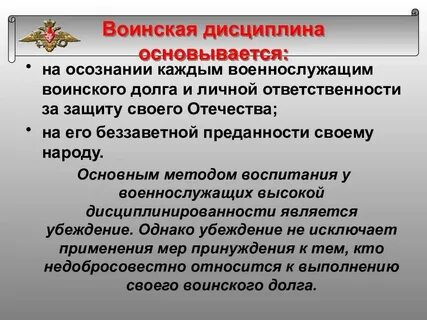 Воинская дисциплина
основывается:
• на осознании каждым военнослужащим
воинского долга и личной ответственности
за защиту своего Отечества;
• на его беззаветной преданности своему
народу.
Основным методом воспитания у
военнослужащих высокой
дисциплинированности является
убеждение. Однако убеждение не исключает
применения мер принуждения к тем, кто
недобросовестно относится к выполнению
своего воинского долга.